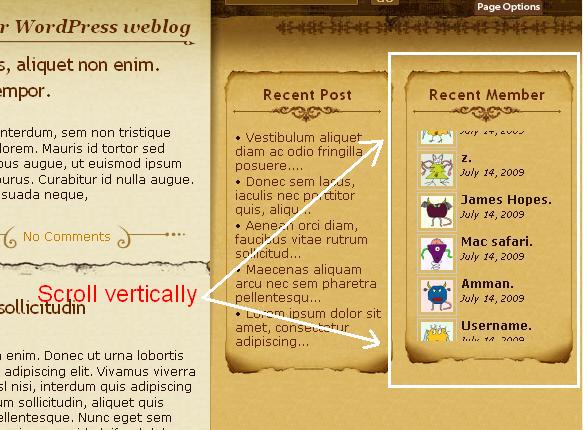 Page Options
r WordPress weblog
s, aliquet non enim.
empor.
nterdum, sem non tristique
lorem. Mauris id tortor sed
ous augue, ut euismod ipsum
ourus. Curabitur id nulla augue.
suada neque,
No Comments
Scroll vertically
sollicitudin
n enim. Donec ut urna lobortis
adipiscing elit. Vivamus viverra
sl nisi, interdum quis adipiscing
um sollicitudin, aliquet quis
ellentesque. Nunc eget sem
Recent Post
• Vestibulum aliquet
diam ac odio fringilla
posuere....
• Donec sem lacus,
iaculis nec porttitor
quis, aliqu...
• Aenean orci diam,
faucibus vitae rutrum
sollicitud...
• Maecenas aliquam
arcu nec sem pharetra
pellentesqu...
• Lorem ipsum dolor sit
amet, consectetur
adipiscing...
Recent Member
July 14, 2009
z.
July 14, 2009
James Hopes.
July 14, 2009
Mac safari.
July 14, 2009
Amman.
July 14, 2009
Username.
July 14, 2009